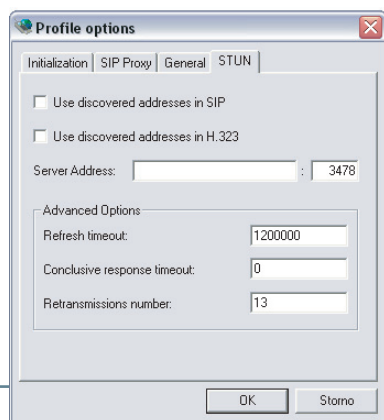 Profile options
Initialization SIP Proxy General STUN
Use discovered addresses in SIP
Use discovered addresses in H.323
Server Address: : 3478
Advanced Options
Refresh timeout: 1200000
Conclusive response timeout: 0
Retransmissions number: 13
OK Storno